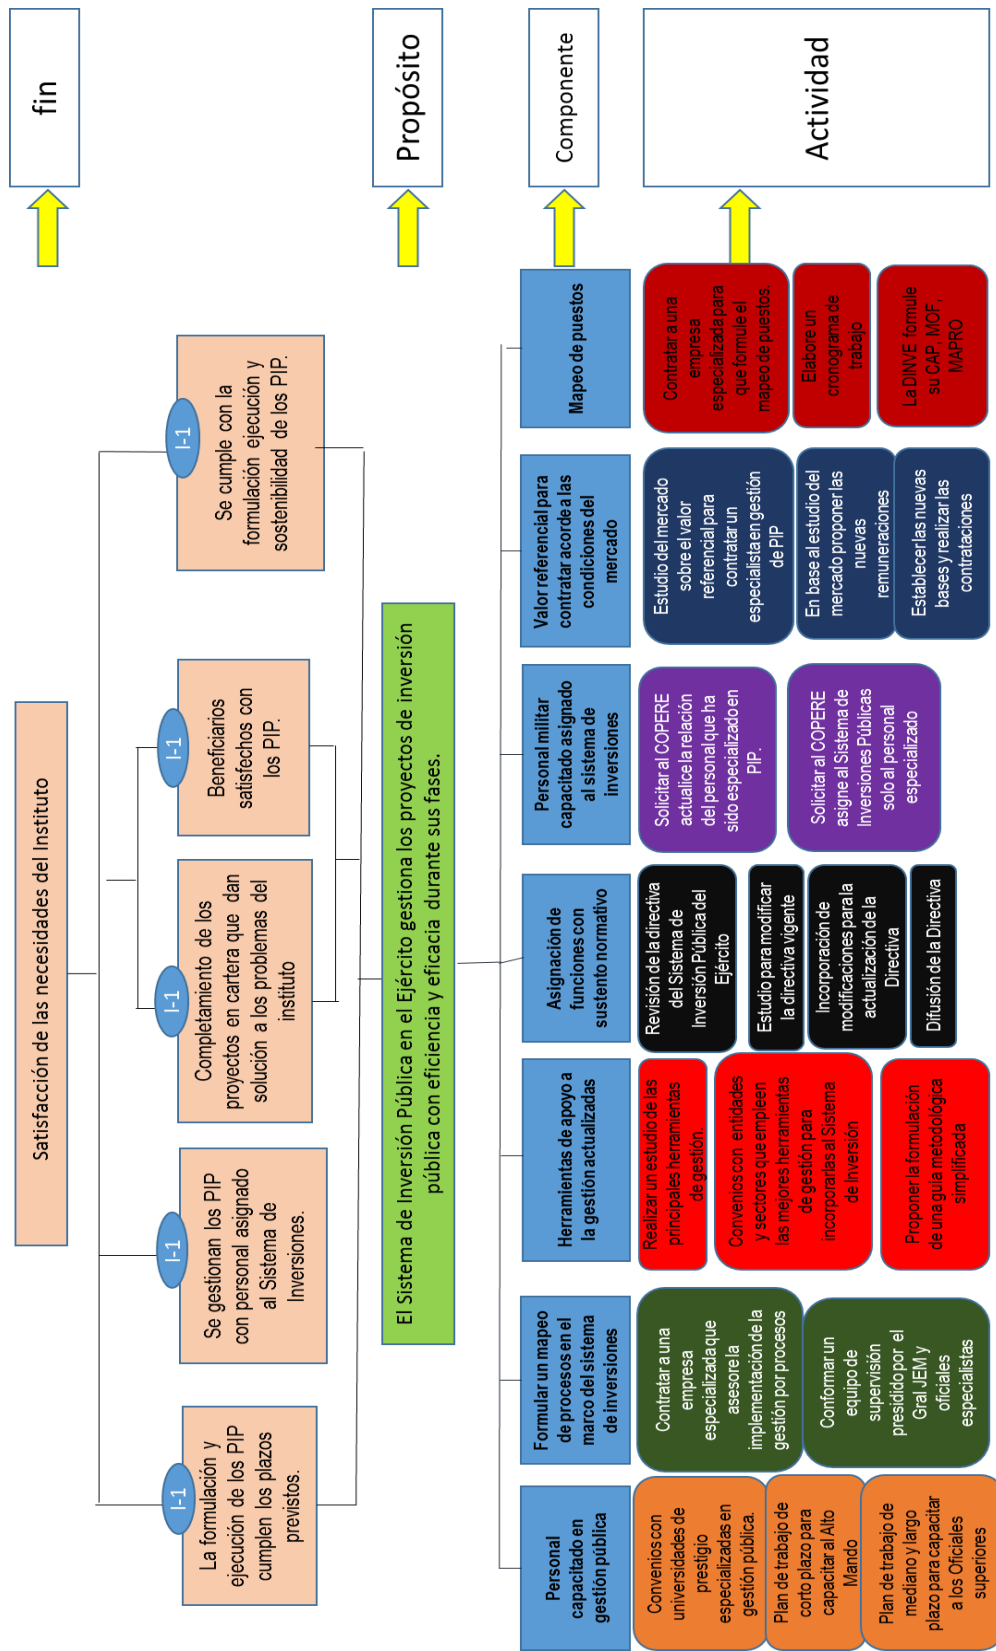 Satisfacción de las necesidades del Instituto
fin
I-1
La formulación y
ejecución de los PIP
cumplen los plazos
previstos.
I-1
Se gestionan los PIP
con personal asignado
al Sistema de
Inversiones.
I-1
Completamiento de los
proyectos en cartera que dan
solución a los problemas del
instituto
I-1
Beneficiarios
satisfechos con
los PIP.
I-1
Se cumple con la
formulación ejecución y
sostenibilidad de los PIP.
El Sistema de Inversión Pública en el Ejército gestiona los proyectos de inversión
pública con eficiencia y eficacia durante sus fases.
Propósito
Personal
capacitado en
gestión pública
Formular un mapeo
de procesos en el
marco del sistema
de inversiones
Herramientas de apoyo a
la gestión actualizadas
Asignación de
funciones con
sustento normativo
Personal militar
capacitado asignado
al sistema de
inversiones
Valor referencial para
contratar acorde a las
condiciones del
mercado
Mapeo de puestos
Componente
Convenios con
universidades de
prestigio
especializadas en
gestión pública.
Plan de trabajo de
corto plazo para
capacitar al Alto
Mando
Plan de trabajo de
mediano y largo
plazo para capacitar
a los Oficiales
superiores
Contratar a una
empresa
especializada que
asesore la
implementación de la
gestión por procesos
Conformar un
equipo de
supervisión
presidido por el
Gral JEM y
oficiales
especialistas
Realizar un estudio de las
principales herramientas
de gestión.
Convenios con entidades
y sectores que empleen
las mejores herramientas
de gestión para
incorporarlas al Sistema
de Inversión
Proponer la formulación
de una guía metodológica
simplificada
Revisión de la directiva
del Sistema de
Inversión Pública del
Ejército
Estudio para modificar
la directiva vigente
Incorporación de
modificaciones para la
actualización de la
Directiva
Difusión de la Directiva
Solicitar al COPERE
actualice la relación
del personal que ha
sido especializado en
PIP.
Solicitar al COPERE
asigne al Sistema de
Inversiones Públicas
solo al personal
especializado
Estudio del mercado
sobre el valor
referencial para
contratar un
especialista en gestión
de PIP
En base al estudio del
mercado proponer las
nuevas
remuneraciones
Establecer las nuevas
bases y realizar las
contrataciones
Contratar a una
empresa
especializada para
que formule el
mapeo de puestos.
Elabore un
cronograma de
trabajo
La DINVE formule
su CAP, MOF,
MAPRO
Actividad